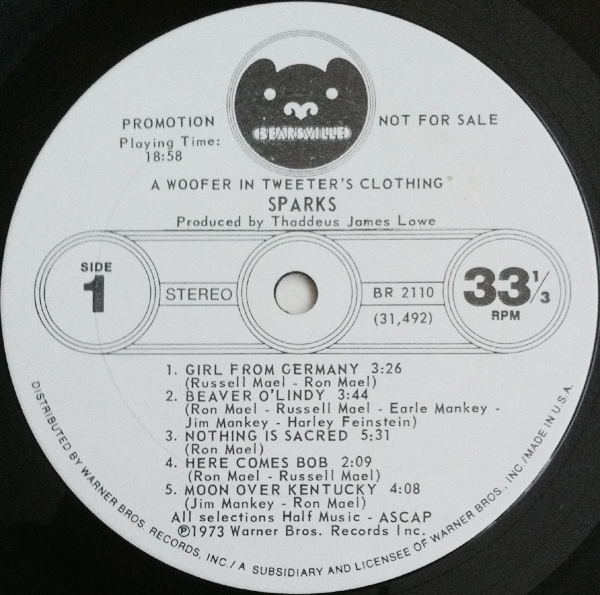 BEARSVILLE
PROMOTION
NOT FOR SALE
Playing Time:
18:58
A WOOFER IN TWEETER'S CLOTHING
SPARKS
Produced by Thaddeus James Lowe
SIDE
1
STEREO
BR 2110
(31,492)
33 1/3
RPM
1. GIRL FROM GERMANY 3:26
(Russell Mael - Ron Mael)
2. BEAVER O'LINDY 3:44
(Ron Mael - Russell Mael - Earle Mankey -
Jim Mankey - Harley Feinstein)
3. NOTHING IS SACRED 5:31
(Ron Mael)
4. HERE COMES BOB 2:09
(Ron Mael - Russell Mael)
5. MOON OVER KENTUCKY 4:08
(Jim Mankey - Ron Mael)
All selections Half Music - ASCAP
℗1973 Warner Bros. Records Inc.
DISTRIBUTED BY WARNER BROS. RECORDS, INC./A SUBSIDIARY AND LICENSEE OF WARNER BROS., INC./MADE IN U.S.A.